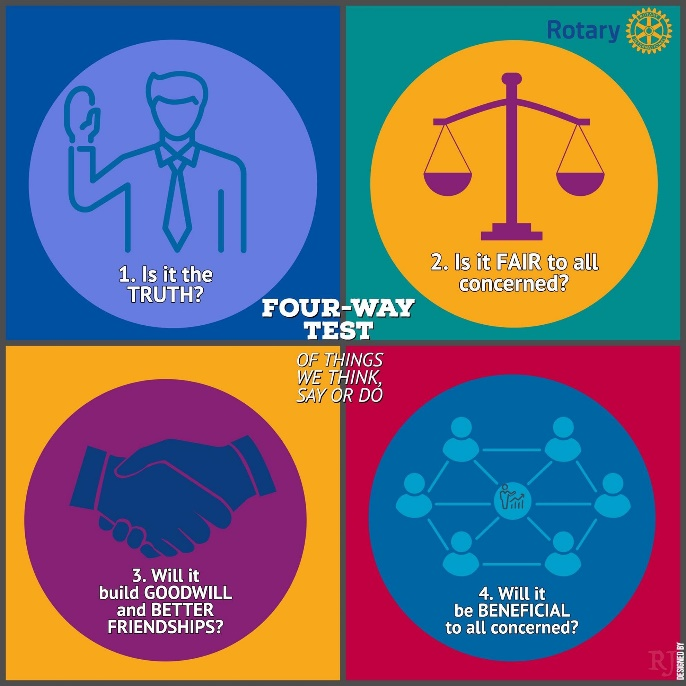 Rotary
1. Is it the
TRUTH?
2. Is it FAIR to all
concerned?
FOUR-WAY
TEST
OF THINGS
WE THINK,
SAY OR DO
3. Will it
build GOODWILL
and BETTER
FRIENDSHIPS?
4. Will it
be BENEFICIAL
to all concerned?
RJ
DESIGNED BY